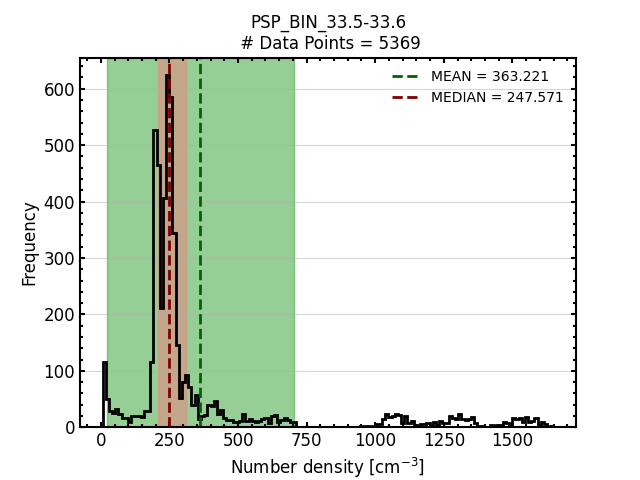 PSP_BIN_33.5-33.6
# Data Points = 5369
MEAN = 363.221
MEDIAN = 247.571
600
500
400
300
200
100
0
Frequency
0 250 500 750 1000 1250 1500
Number density [cm⁻³]